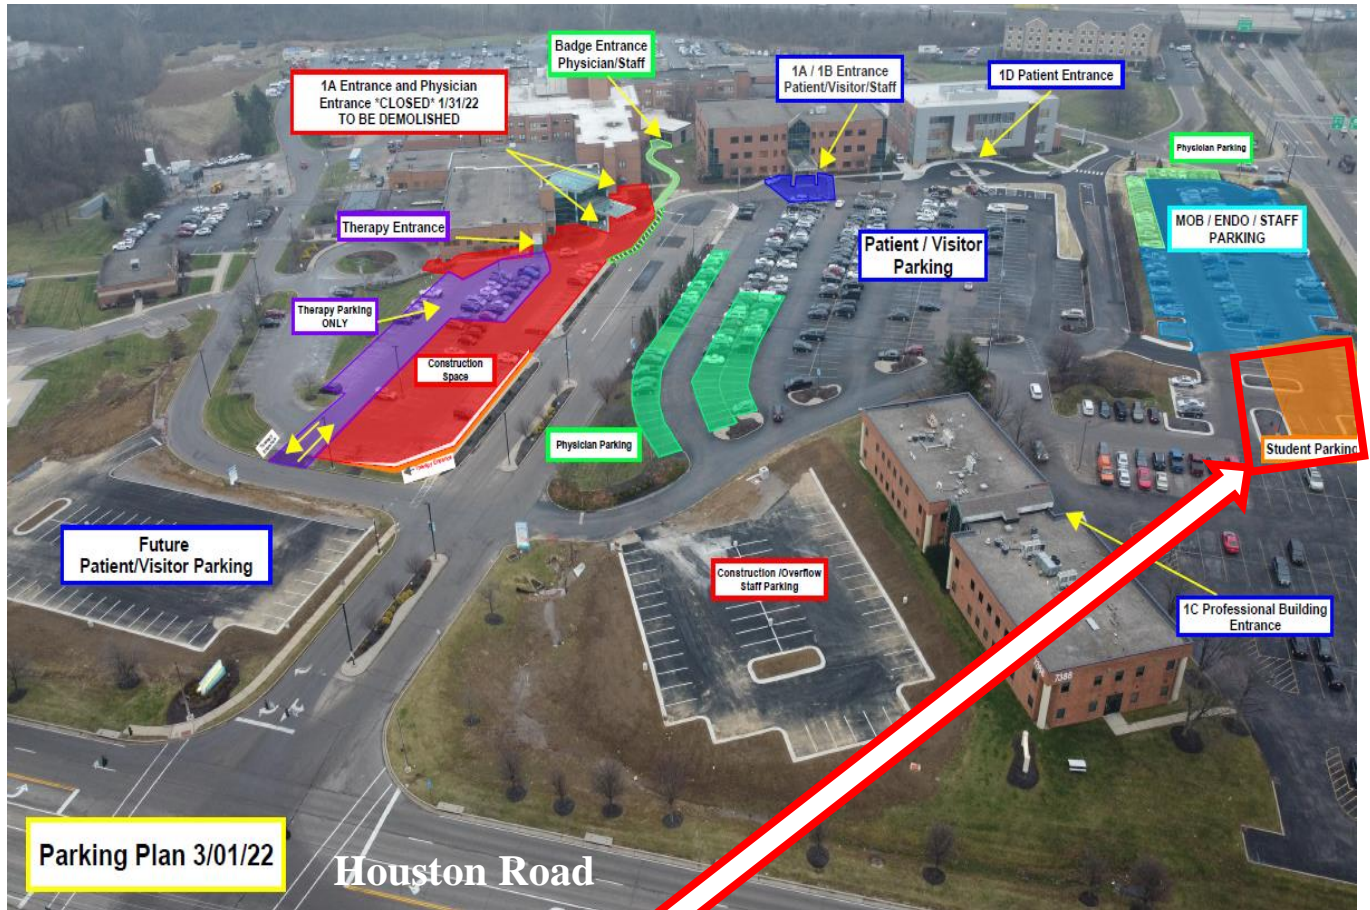 Badge Entrance
Physician/Staff
1A Entrance and Physician
Entrance *CLOSED* 1/31/22
TO BE DEMOLISHED
1A / 1B Entrance
Patient/Visitor/Staff
1D Patient Entrance
Physician Parking
MOB / ENDO / STAFF
PARKING
Therapy Entrance
Patient / Visitor
Parking
Therapy Parking
ONLY
Construction
Space
Physician Parking
Student Parking
Therapy Entrance
Future
Patient/Visitor Parking
Construction /Overflow
Staff Parking
1C Professional Building
Entrance
7388
Parking Plan 3/01/22
Houston Road